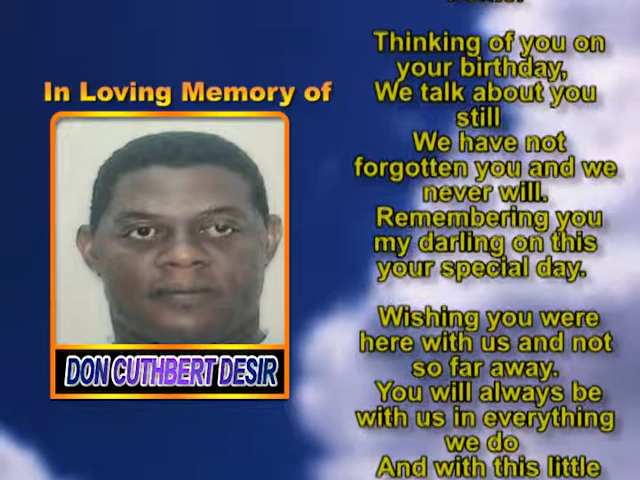 In Loving Memory of
DON CUTHBERT DESIR
Thinking of you on
your birthday,
We talk about you
still
We have not
forgotten you and we
never will.
Remembering you
my darling on this
your special day.
Wishing you were
here with us and not
so far away.
You will always be
with us in everything
we do
And with this little